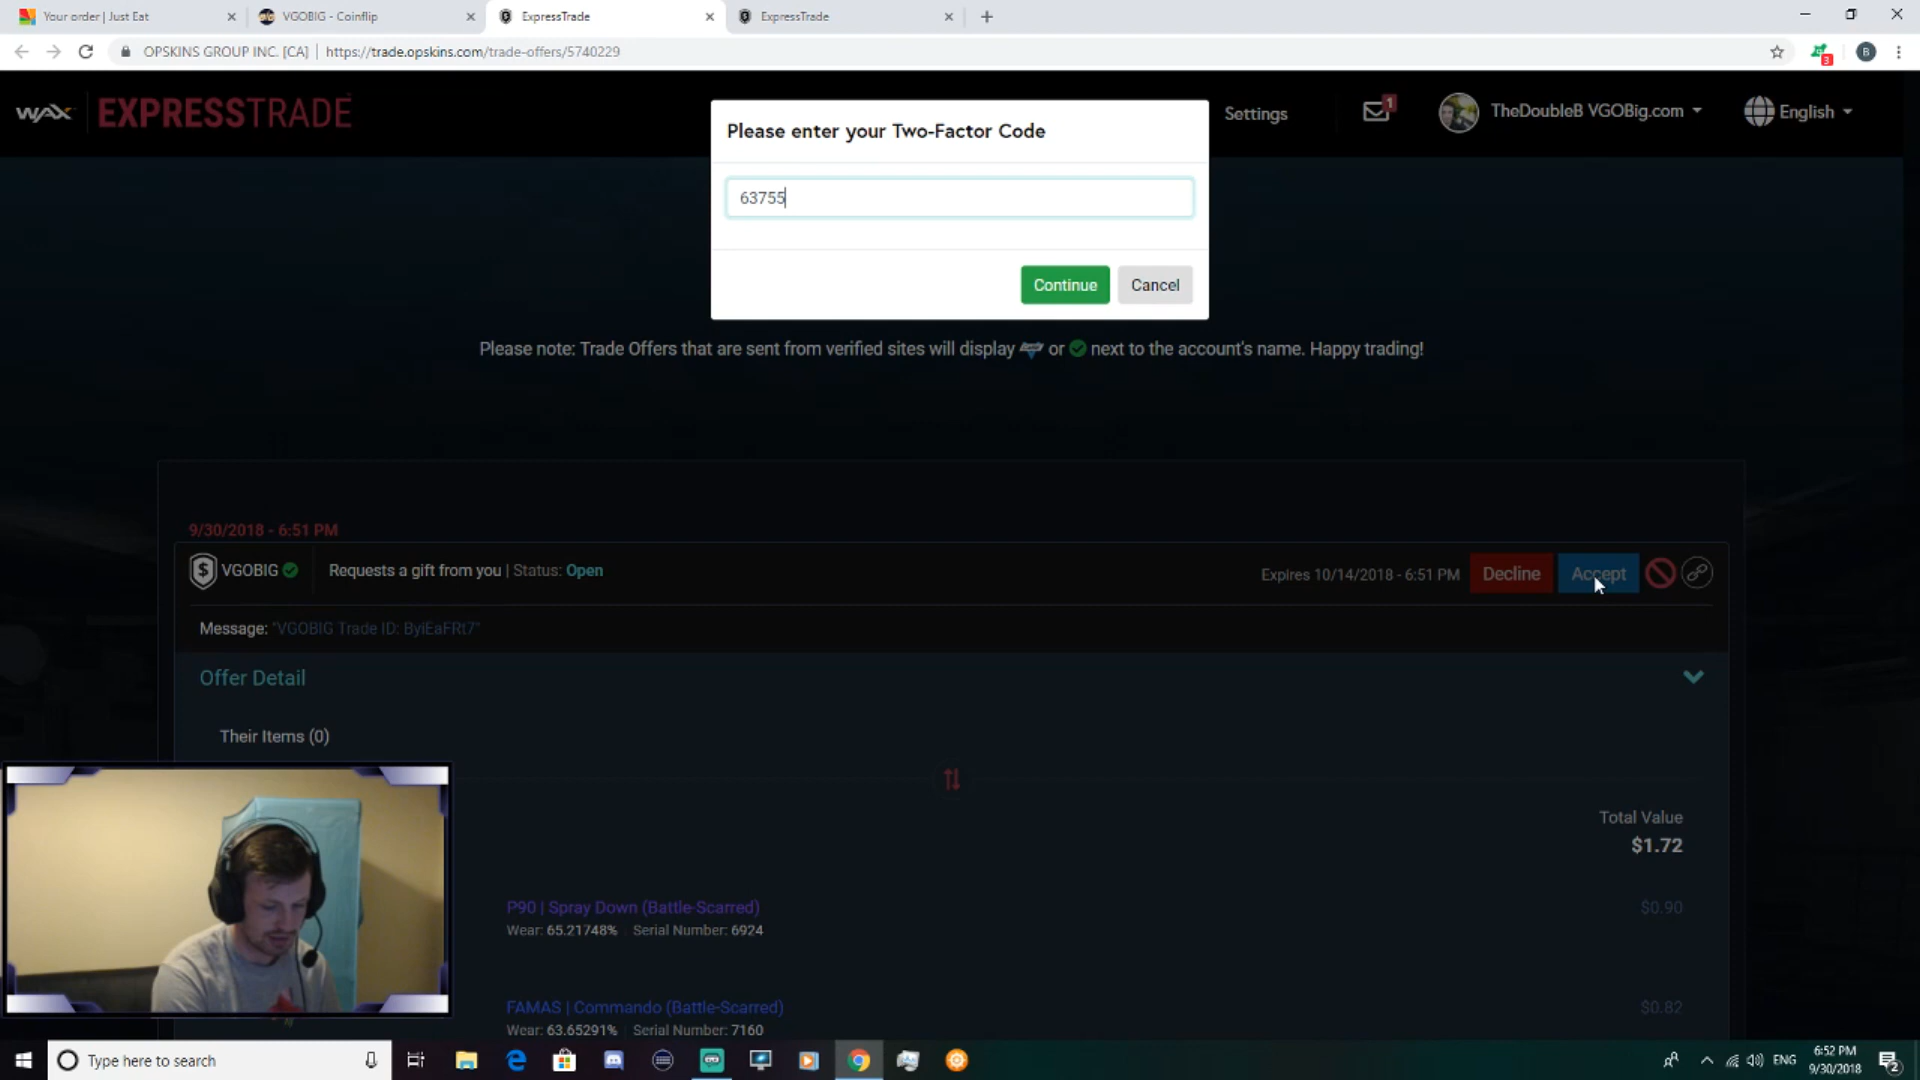 Your order | Just Eat
VGOBIG - Coinflip
ExpressTrade
ExpressTrade
OPSKINS GROUP INC. [CA] | https://trade.opskins.com/trade-offers/5740229
3
B
WAX EXPRESSTRADE
Settings
1
TheDoubleB VGOBig.com
English
Please enter your Two-Factor Code
63755
Continue
Cancel
Please note: Trade Offers that are sent from verified sites will display or next to the account's name. Happy trading!
9/30/2018 - 6:51 PM
VGOBIG
Requests a gift from you | Status: Open
Expires 10/14/2018 - 6:51 PM
Decline
Accept
Message: "VGOBIG Trade ID: ByiEaFRt7"
Offer Detail
Their Items (0)
Total Value
$1.72
P90 | Spray Down (Battle-Scarred)
$0.90
Wear: 65.21748% Serial Number: 6924
FAMAS | Commando (Battle-Scarred)
$0.82
Wear: 63.65291% Serial Number: 7160
Type here to search
ENG
6:52 PM
9/30/2018
2